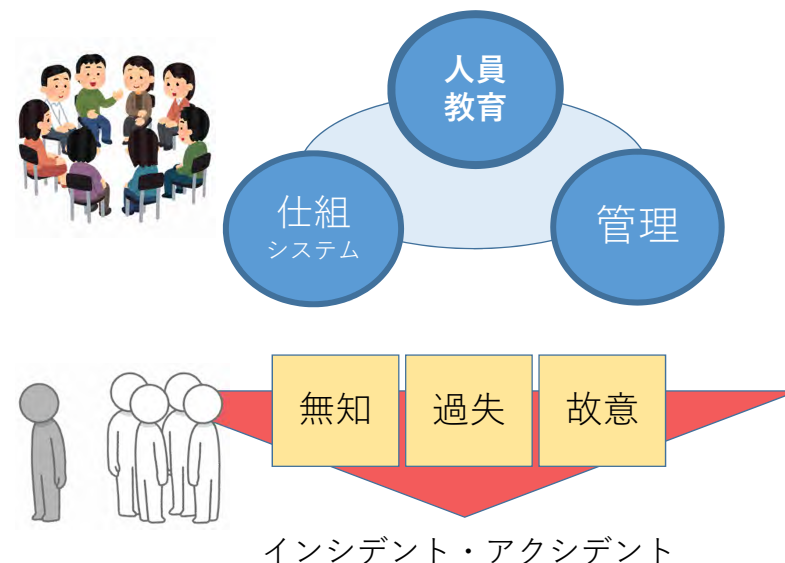 人員
教育
仕組
システム
管理
無知
過失
故意
インシデント・アクシデント